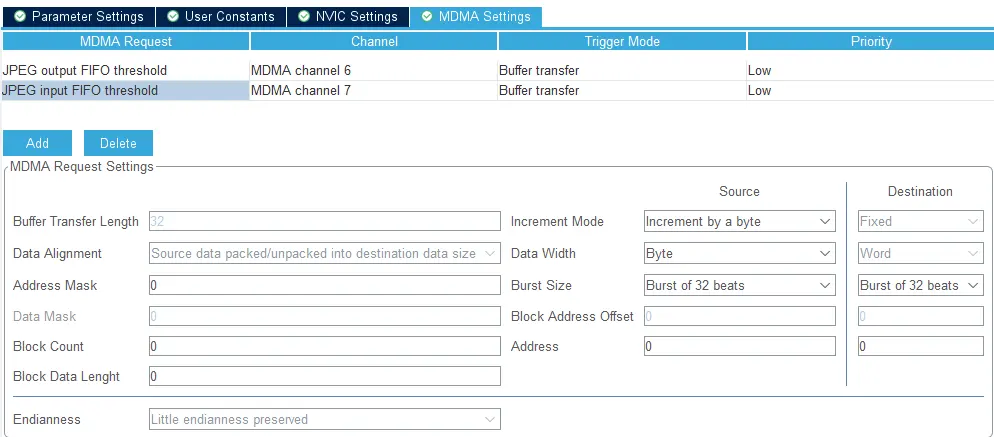 Parameter Settings User Constants NVIC Settings MDMA Settings
MDMA Request Channel Trigger Mode Priority
JPEG output FIFO threshold MDMA channel 6 Buffer transfer Low
JPEG input FIFO threshold MDMA channel 7 Buffer transfer Low
Add Delete
MDMA Request Settings
Source Destination
Buffer Transfer Length 32 Increment Mode Increment by a byte Fixed
Data Alignment Source data packed/unpacked into destination data size Data Width Byte Word
Address Mask 0 Burst Size Burst of 32 beats Burst of 32 beats
Data Mask 0 Block Address Offset 0 0
Block Count 0 Address 0 0
Block Data Lenght 0
Endianness Little endianness preserved